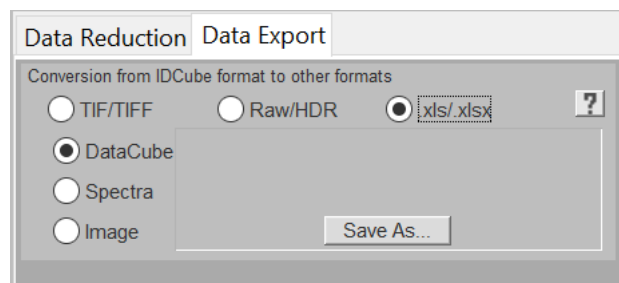 Data Reduction Data Export
Conversion from IDCube format to other formats
TIF/TIFF Raw/HDR .xls/.xlsx ?
DataCube
Spectra
Image Save As...